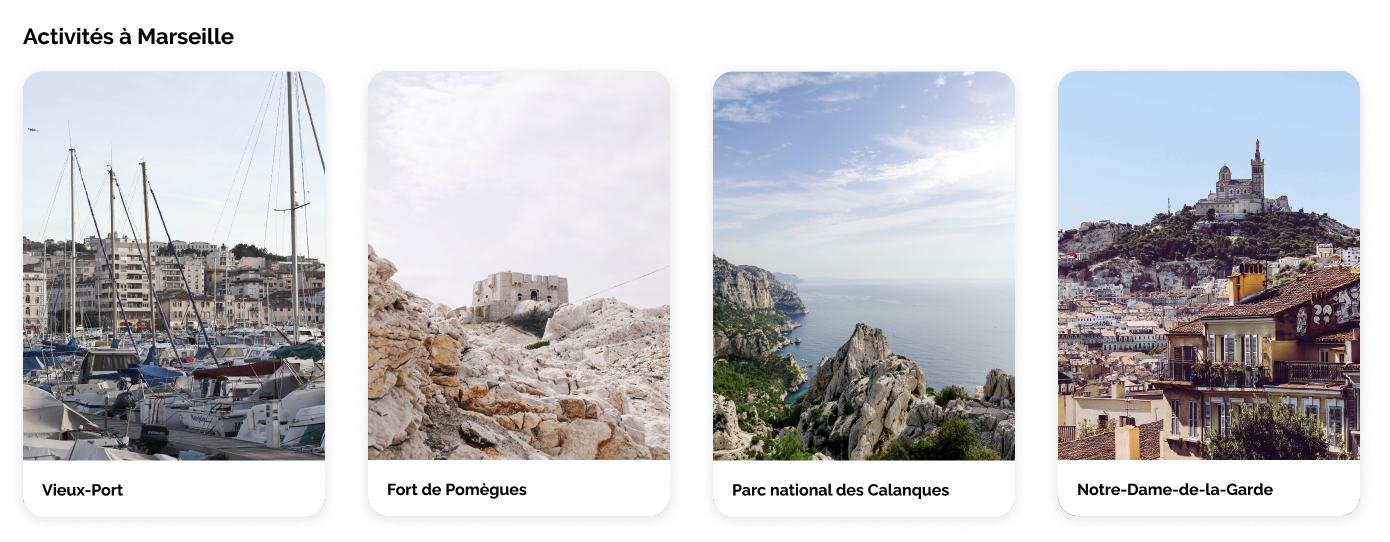 Activités à Marseille
Vieux-Port
Fort de Pomègues
Parc national des Calanques
Notre-Dame-de-la-Garde